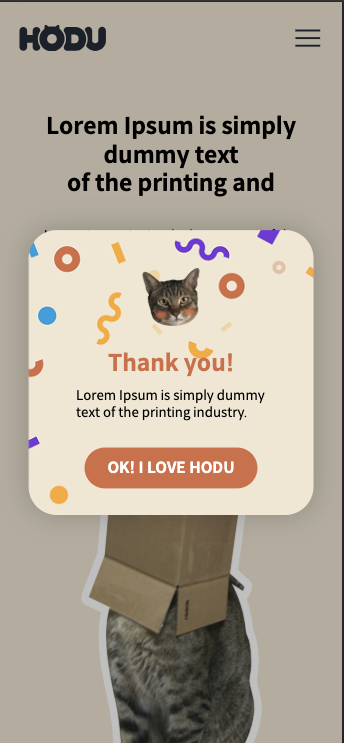 HODU
Lorem Ipsum is simply
dummy text
of the printing and
Thank you!
Lorem Ipsum is simply dummy
text of the printing industry.
OK! I LOVE HODU